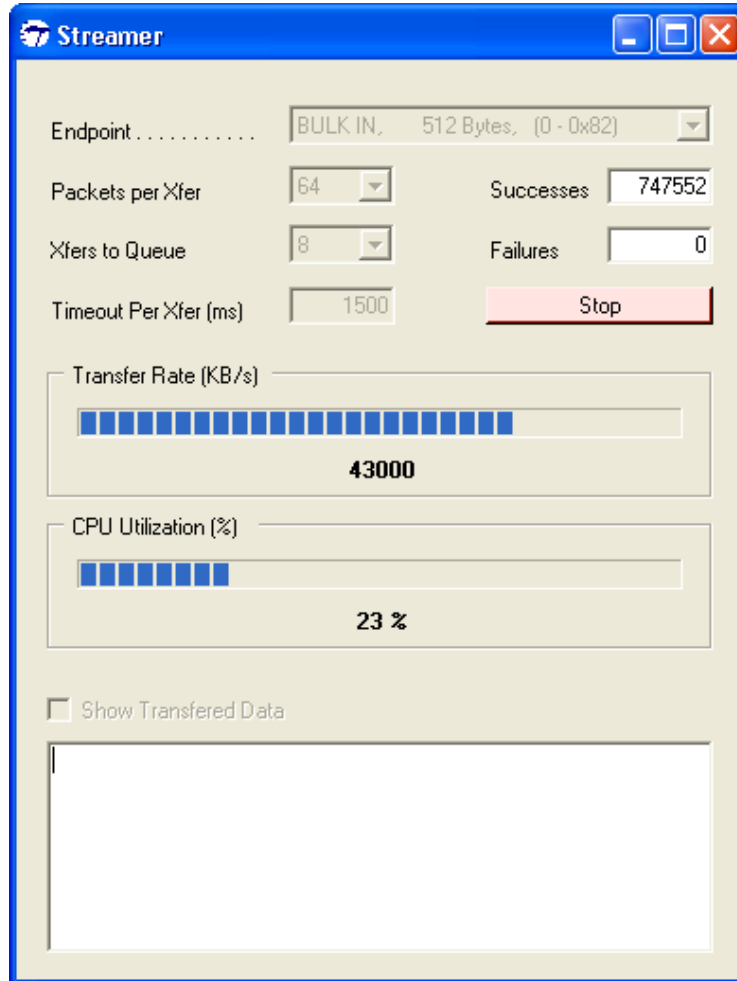 Streamer
Endpoint . . . . . . . . . . . BULK IN, 512 Bytes, (0 - 0x82)
Packets per Xfer 64 Successes 747552
Xfers to Queue 8 Failures 0
Timeout Per Xfer (ms) 1500 Stop
Transfer Rate (KB/s)
43000
CPU Utilization (%)
23 %
Show Transfered Data